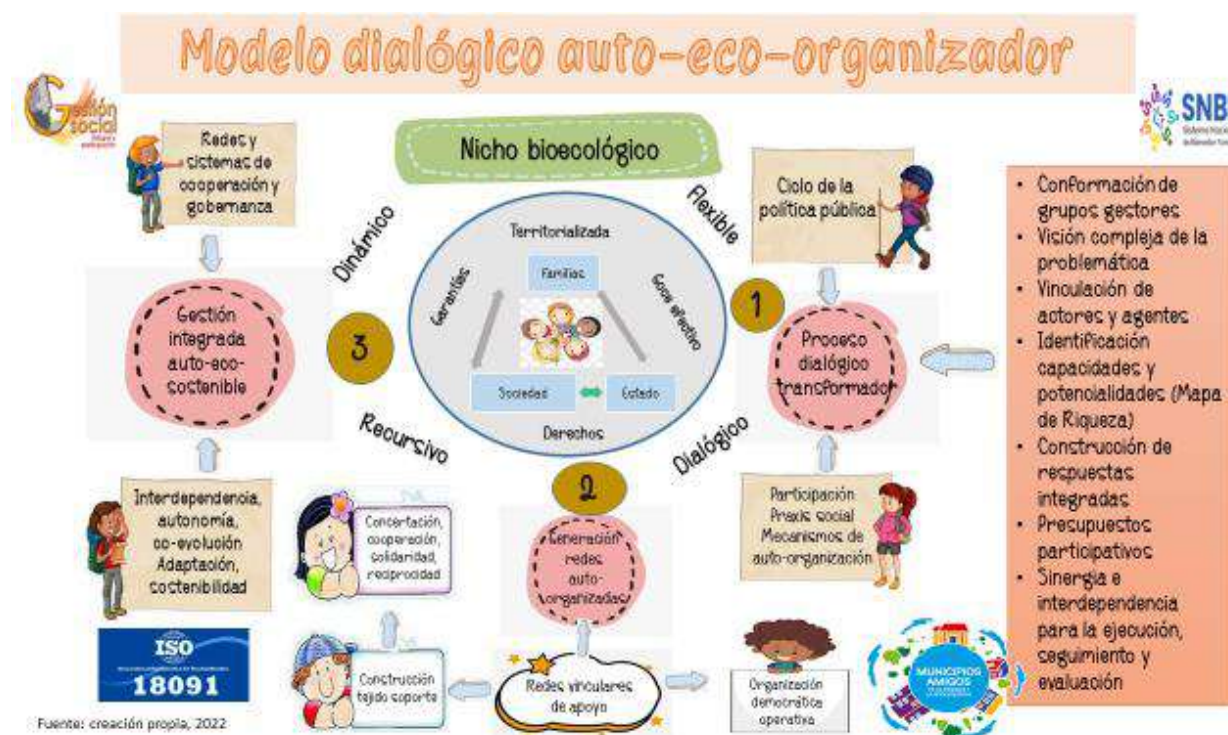 Modelo dialógico auto-eco-organizador
Gestión
social
SNB
Redes y
sistemas de
cooperación y
gobernanza
Nicho bioecológico
Ciclo de la
política pública
Dinámico
Flexible
Territorializada
Familias
Garantías
Goce efectivo
Sociedad
Estado
Derechos
Recursivo
Dialógico
1
Proceso
dialógico
transformador
3
Gestión
integrada
auto-eco-
sostenible
2
Generación
redes
auto-
organizadas
Interdependencia,
autonomía,
co-evolución
Adaptación,
sostenibilidad
Concertación,
cooperación,
solidaridad,
reciprocidad
Participación
Praxis social
Mecanismos de
auto-organización
Construcción
tejido soporte
Redes vinculares
de apoyo
Organización
democrática
operativa
ISO
18091
MUNICIPIOS
AMIGOS
• Conformación de
grupos gestores
• Visión compleja de la
problemática
• Vinculación de
actores y agentes
• Identificación
capacidades y
potencialidades (Mapa
de Riqueza)
• Construcción de
respuestas
integradas
• Presupuestos
participativos
• Sinergia e
interdependencia
para la ejecución,
seguimiento y
evaluación
Fuente: creación propia, 2022